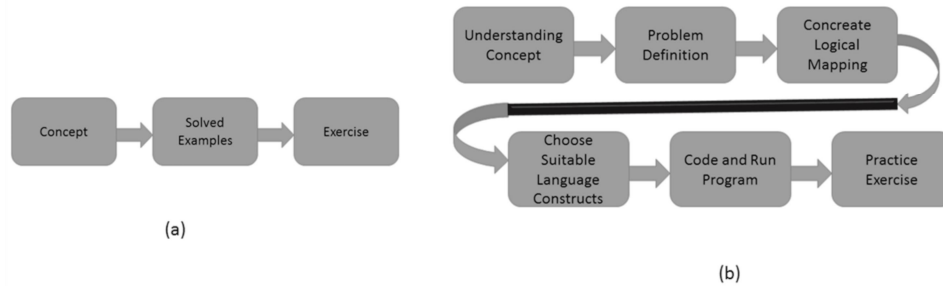 Concept
Solved
Examples
Exercise
(a)
Understanding
Concept
Problem
Definition
Concreate
Logical
Mapping
Choose
Suitable
Language
Constructs
Code and Run
Program
Practice
Exercise
(b)